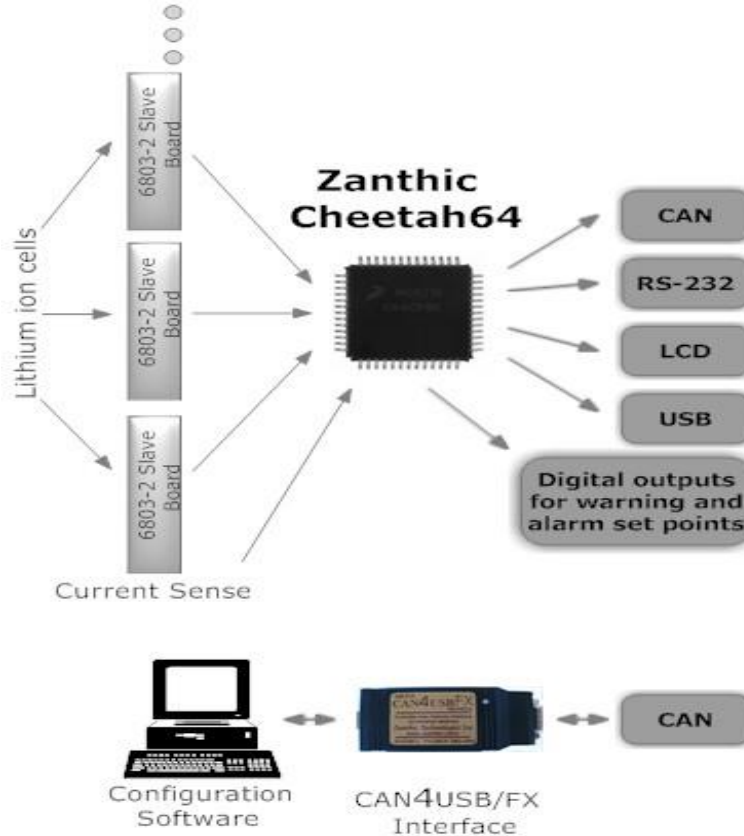 6803-2 Slave
Board
Zanthic
Cheetah64
CAN
RS-232
LCD
USB
Digital outputs
for warning and
alarm set points
Lithium ion cells
6803-2 Slave
Board
6803-2 Slave
Board
Current Sense
CAN4USBFX
CAN
Configuration
Software
CAN4USB/FX
Interface